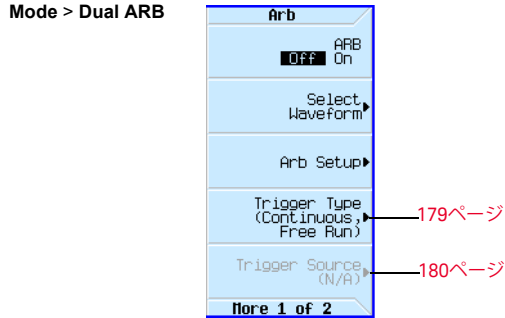 Mode > Dual ARB
Arb
ARB
Off On
Select
Waveform
Arb Setup
Trigger Type
(Continuous,
Free Run)
179ページ
Trigger Source
(N/A)
180ページ
More 1 of 2